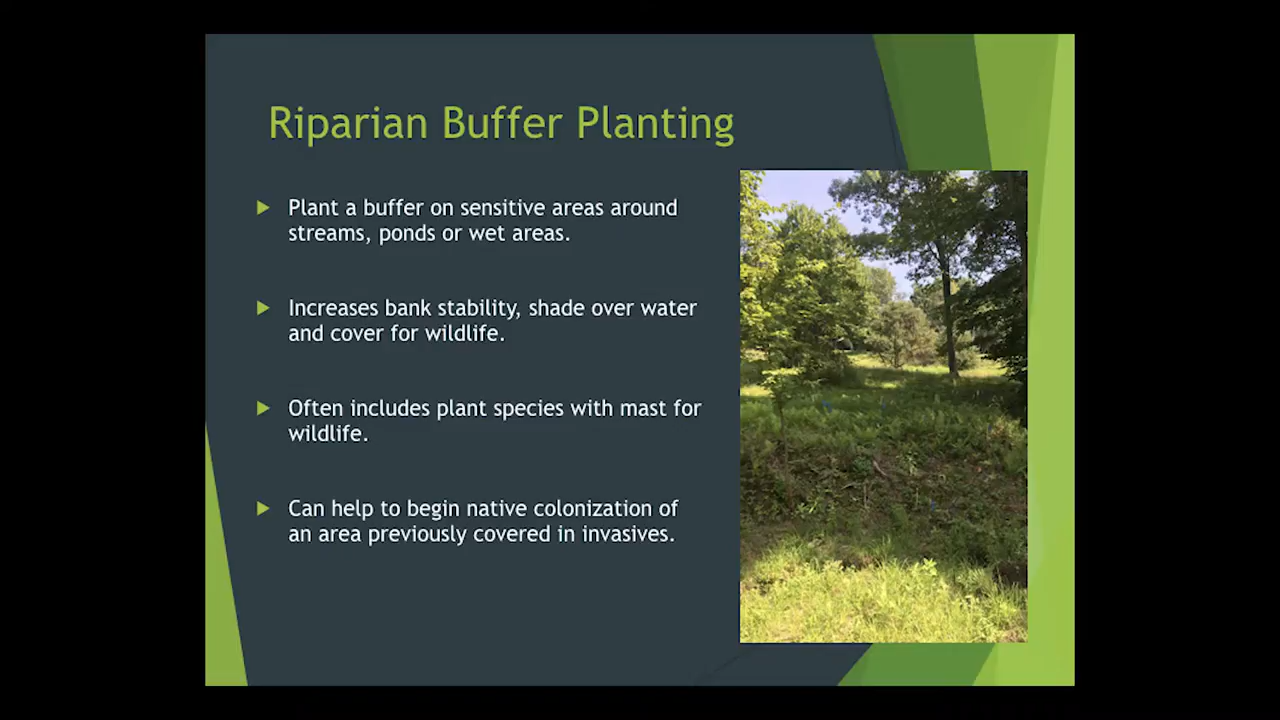 Riparian Buffer Planting
Plant a buffer on sensitive areas around
streams, ponds or wet areas.
Increases bank stability, shade over water
and cover for wildlife.
Often includes plant species with mast for
wildlife.
Can help to begin native colonization of
an area previously covered in invasives.